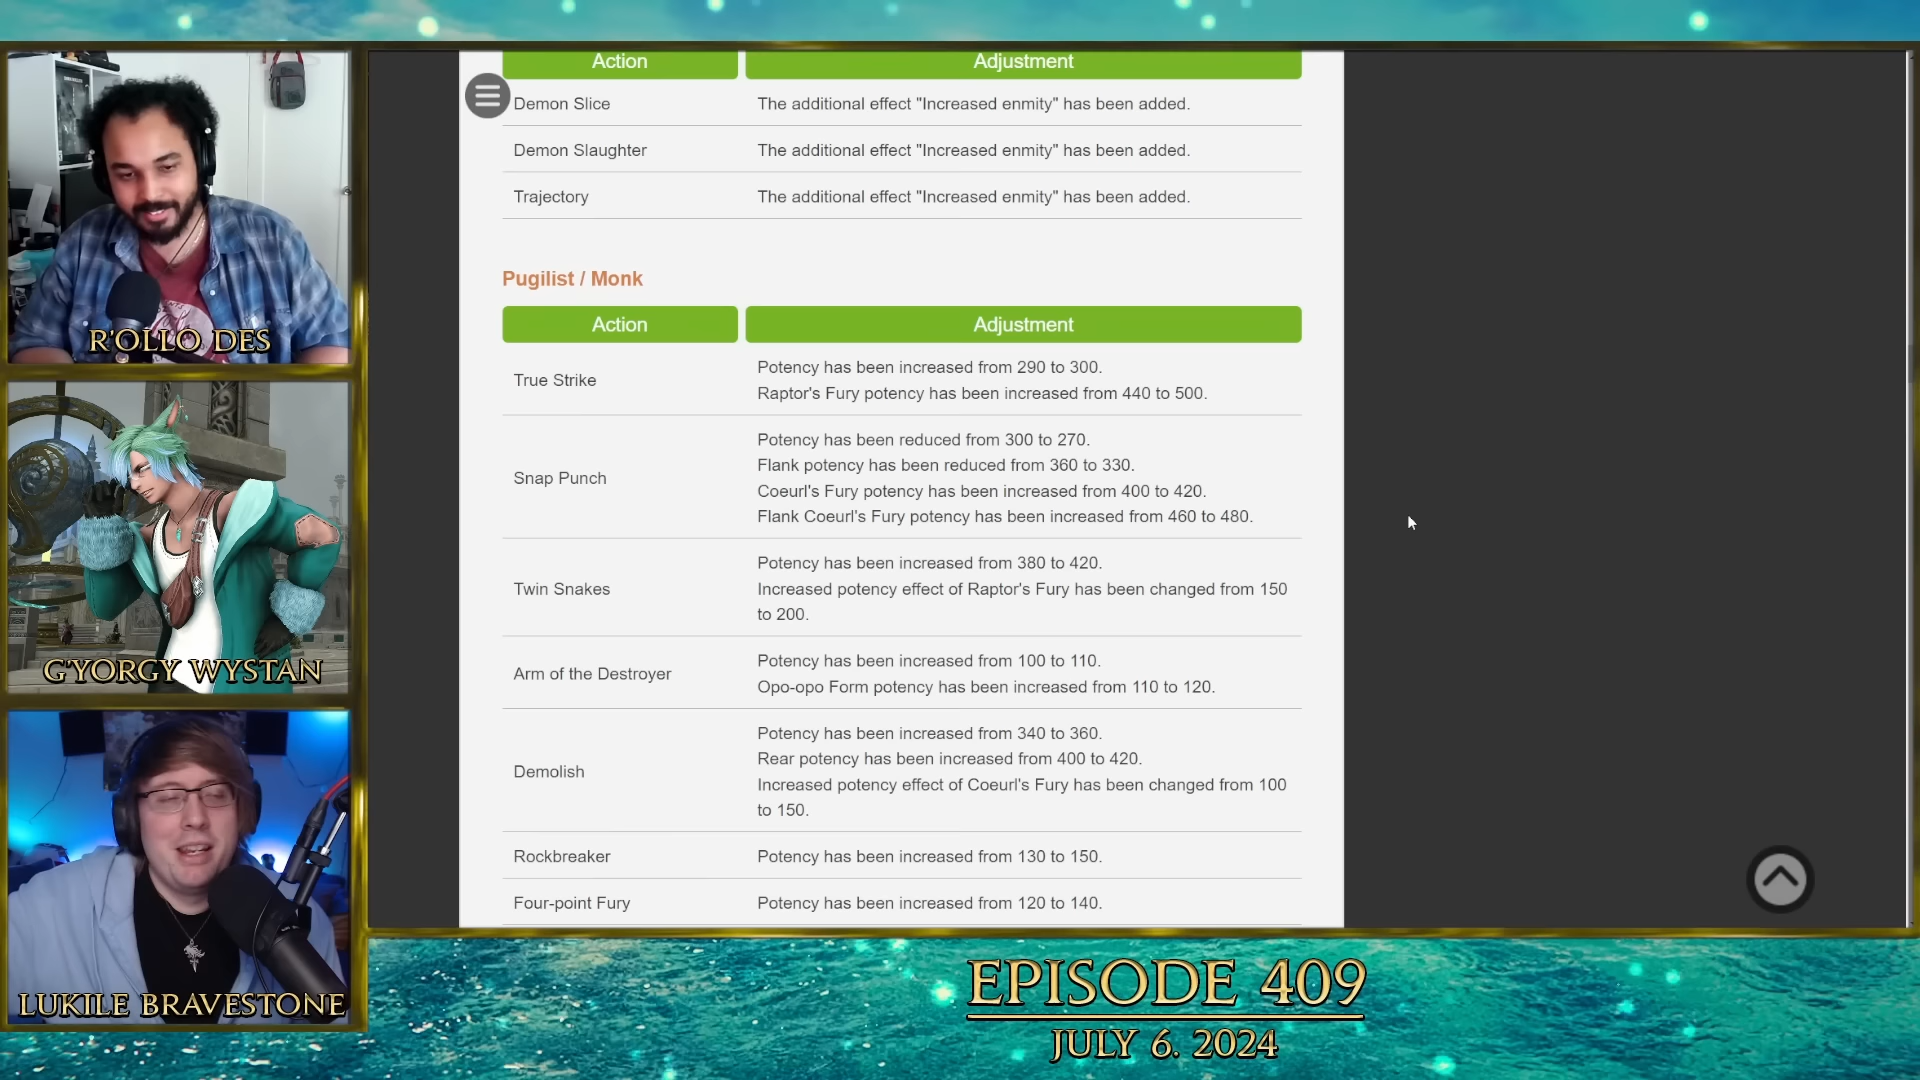 Action Adjustment
Demon Slice The additional effect "Increased enmity" has been added.
Demon Slaughter The additional effect "Increased enmity" has been added.
Trajectory The additional effect "Increased enmity" has been added.
Pugilist / Monk
Action Adjustment
True Strike
Potency has been increased from 290 to 300.
Raptor's Fury potency has been increased from 440 to 500.
Snap Punch
Potency has been reduced from 300 to 270.
Flank potency has been reduced from 360 to 330.
Coeurl's Fury potency has been increased from 400 to 420.
Flank Coeurl's Fury potency has been increased from 460 to 480.
Twin Snakes
Potency has been increased from 380 to 420.
Increased potency effect of Raptor's Fury has been changed from 150
to 200.
Arm of the Destroyer
Potency has been increased from 100 to 110.
Opo-opo Form potency has been increased from 110 to 120.
Demolish
Potency has been increased from 340 to 360.
Rear potency has been increased from 400 to 420.
Increased potency effect of Coeurl's Fury has been changed from 100
to 150.
Rockbreaker Potency has been increased from 130 to 150.
Four-point Fury Potency has been increased from 120 to 140.
R'OLLO DES
G'YORGY WYSTAN
LUKILE BRAVESTONE
EPISODE 409
JULY 6. 2024